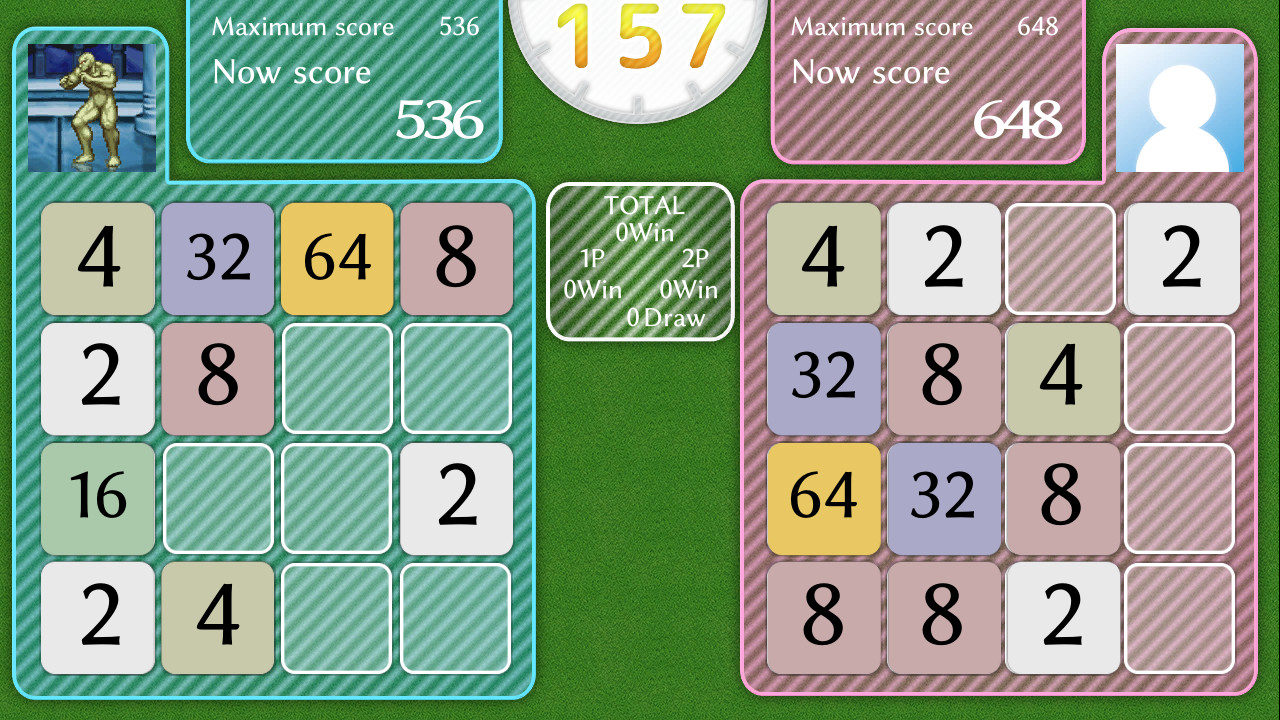 Maximum score 536
Now score
536
157
Maximum score 648
Now score
648
TOTAL
0Win
1P 2P
0Win 0Win
0Draw
4 32 64 8
2 8
16 2
2 4
4 2 2
32 8 4
64 32 8
8 8 2